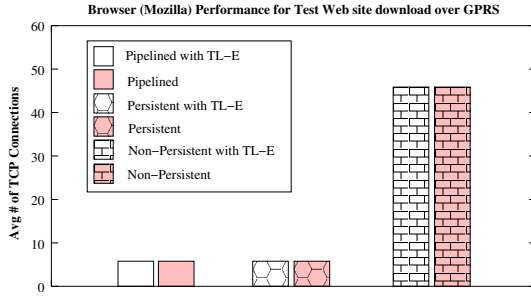 Browser (Mozilla) Performance for Test Web site download over GPRS
60
50
40
30
20
10
0
Avg # of TCP Connections
Pipelined with TL−E
Pipelined
Persistent with TL−E
Persistent
Non−Persistent with TL−E
Non−Persistent